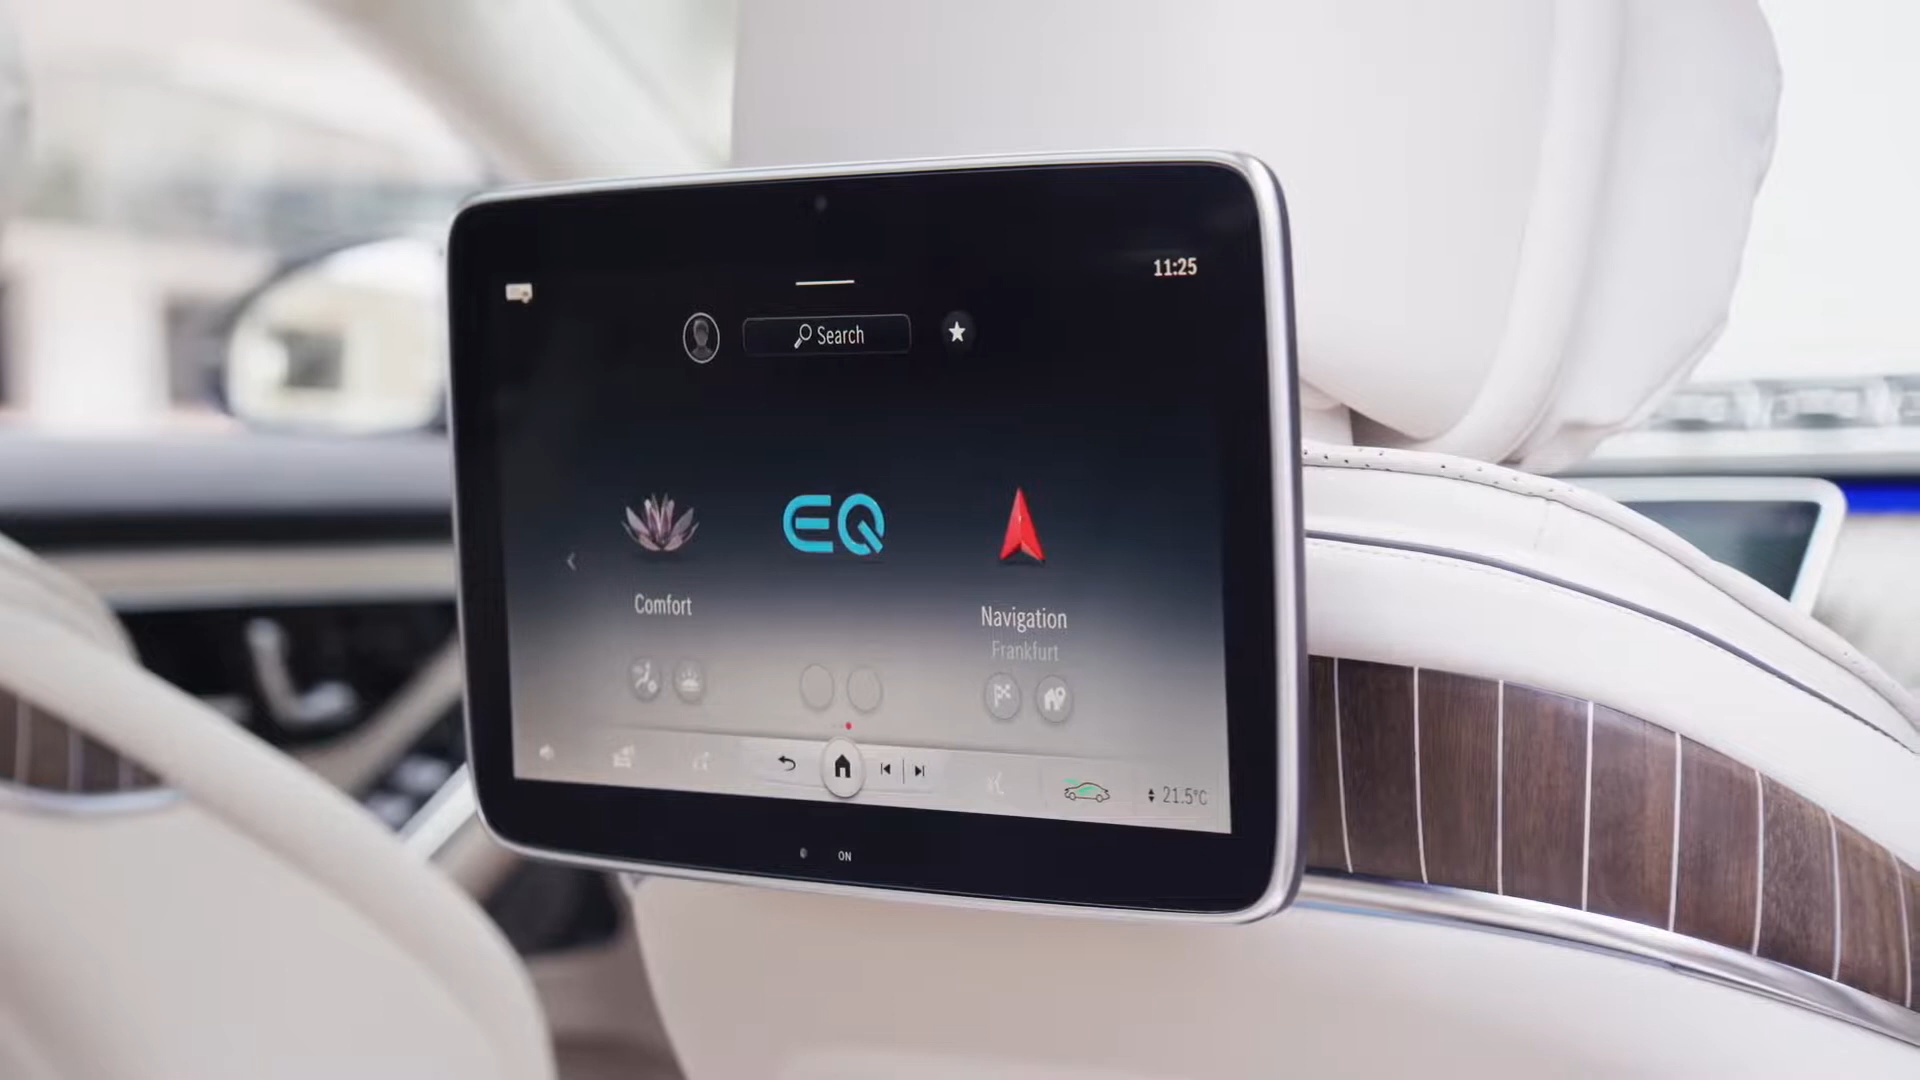 11:25
Search
EQ
Comfort
Navigation
Frankfurt
21.5°C
ON